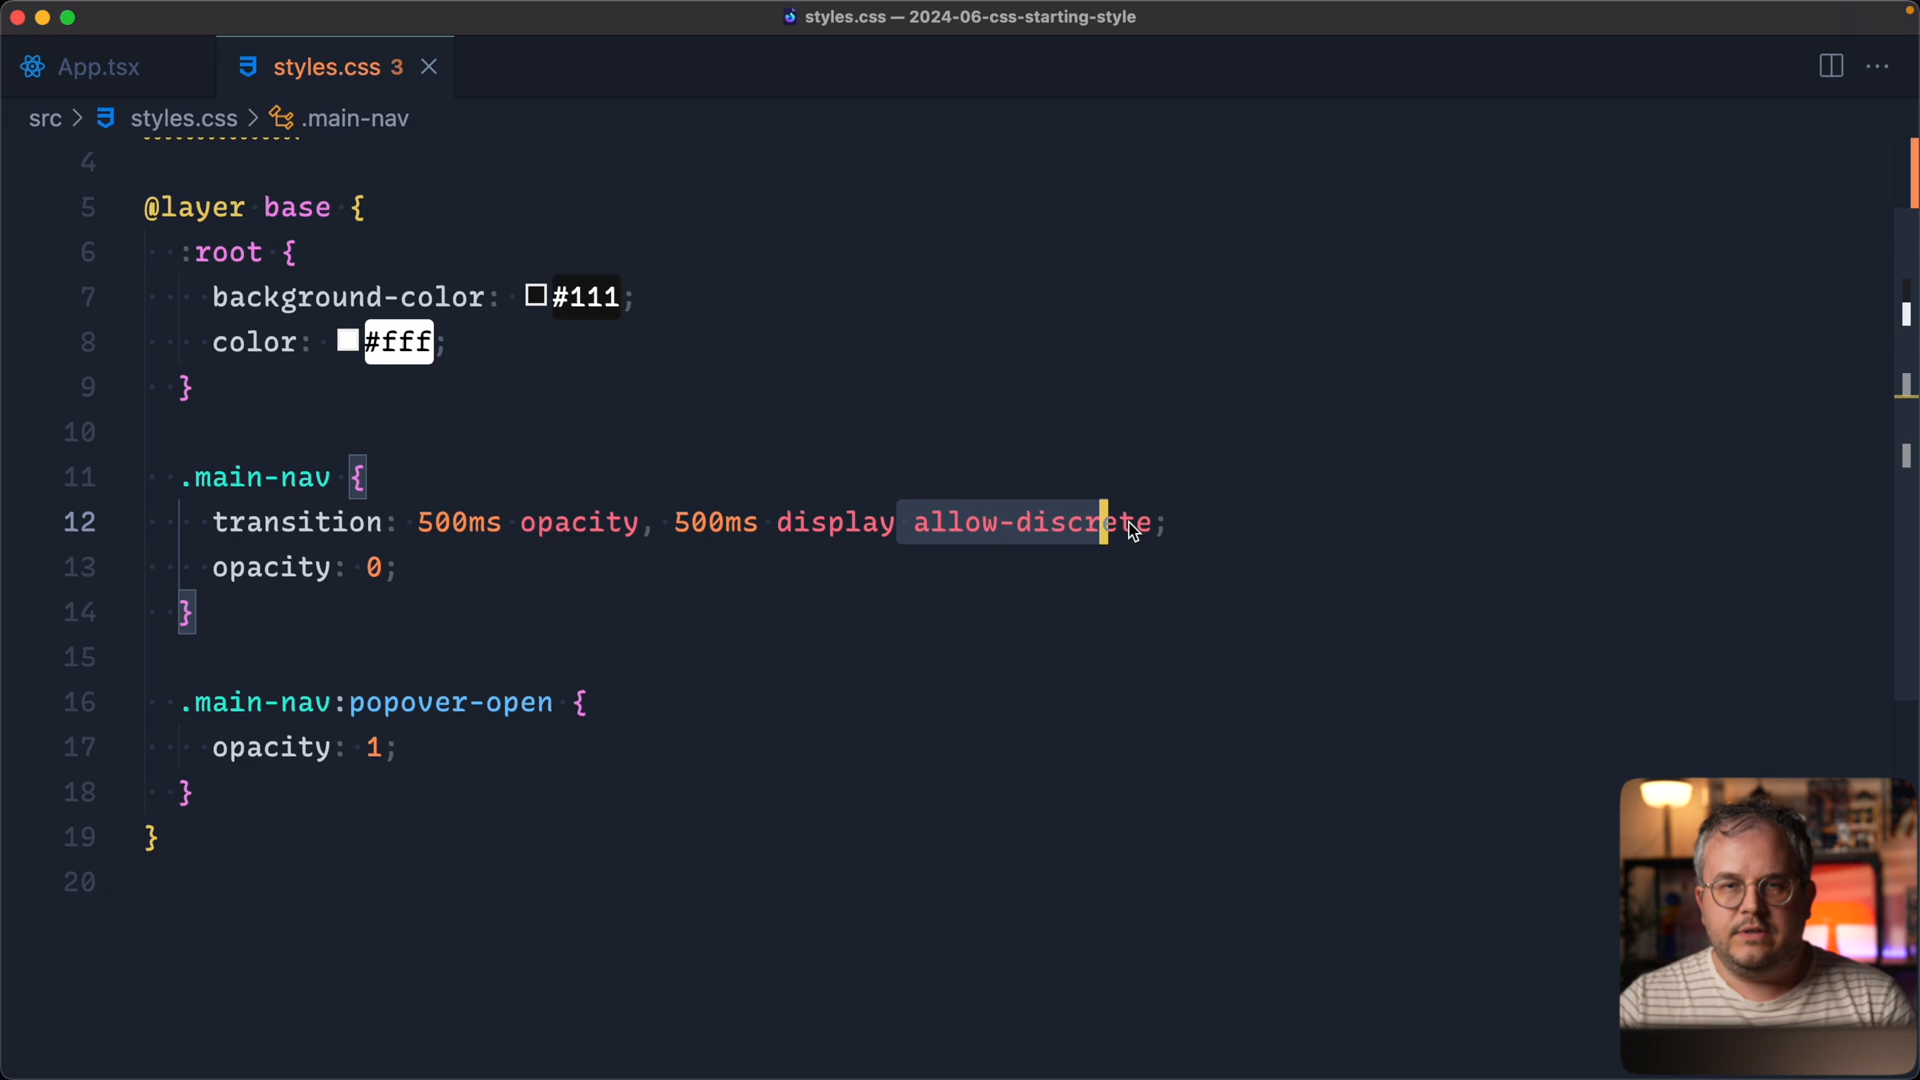 styles.css — 2024-06-css-starting-style
App.tsx
styles.css 3
src > styles.css > .main-nav
4
5 @layer base {
6 :root {
7 background-color: #111;
8 color: #fff;
9 }
10
11 .main-nav {
12 transition: 500ms opacity, 500ms display allow-discrete;
13 opacity: 0;
14 }
15
16 .main-nav:popover-open {
17 opacity: 1;
18 }
19 }
20